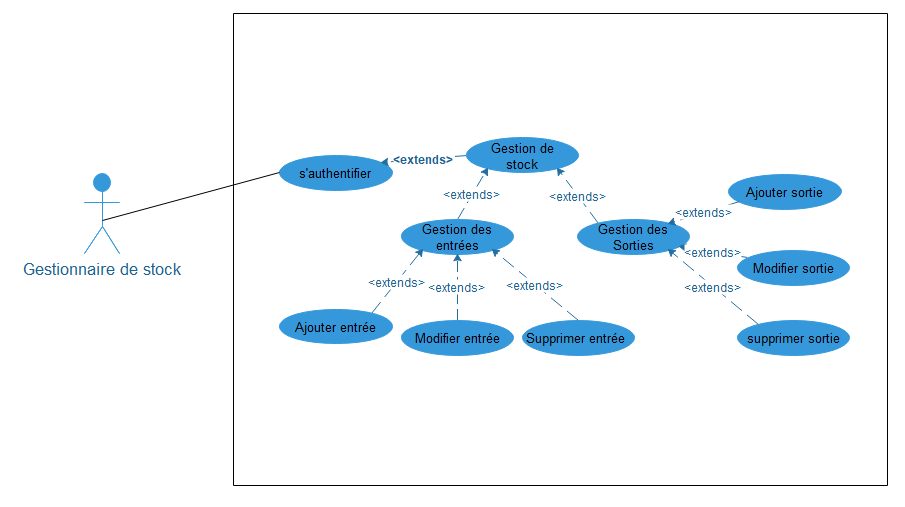 Gestionnaire de stock
s'authentifier
<extends>
Gestion de
stock
<extends>
<extends>
Gestion des
entrées
Gestion des
Sorties
Ajouter sortie
<extends>
<extends>
Modifier sortie
<extends>
supprimer sortie
<extends>
<extends>
<extends>
Ajouter entrée
Modifier entrée
Supprimer entrée